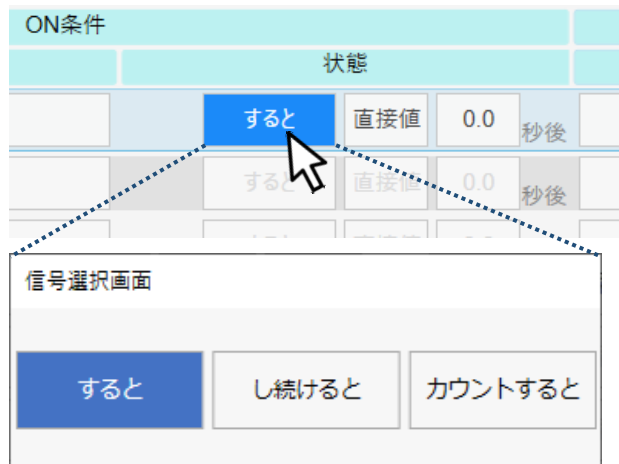 ON条件
状態
すると 直接値 0.0 秒後
すると 直接値 0.0 秒後
信号選択画面
すると し続けると カウントすると